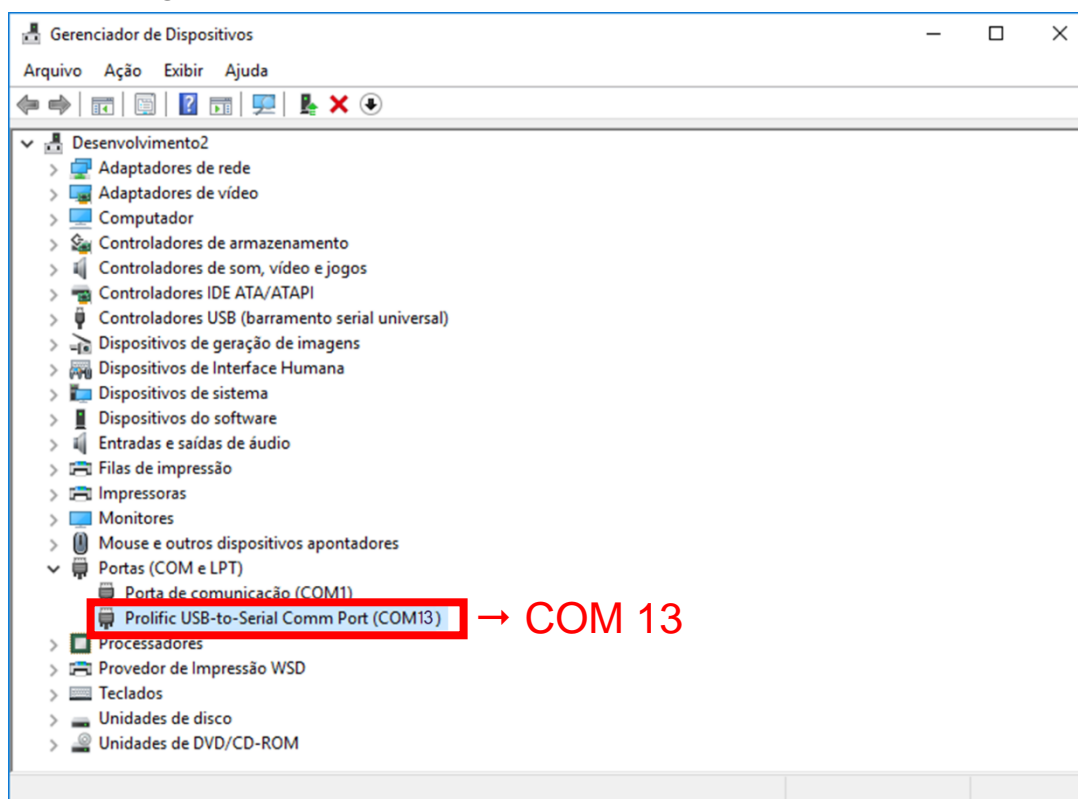 Gerenciador de Dispositivos
Arquivo Ação Exibir Ajuda
Desenvolvimento2
Adaptadores de rede
Adaptadores de vídeo
Computador
Controladores de armazenamento
Controladores de som, vídeo e jogos
Controladores IDE ATA/ATAPI
Controladores USB (barramento serial universal)
Dispositivos de geração de imagens
Dispositivos de Interface Humana
Dispositivos de sistema
Dispositivos do software
Entradas e saídas de áudio
Filas de impressão
Impressoras
Monitores
Mouse e outros dispositivos apontadores
Portas (COM e LPT)
Porta de comunicação (COM1)
Prolific USB-to-Serial Comm Port (COM13) → COM 13
Processadores
Provedor de Impressão WSD
Teclados
Unidades de disco
Unidades de DVD/CD-ROM